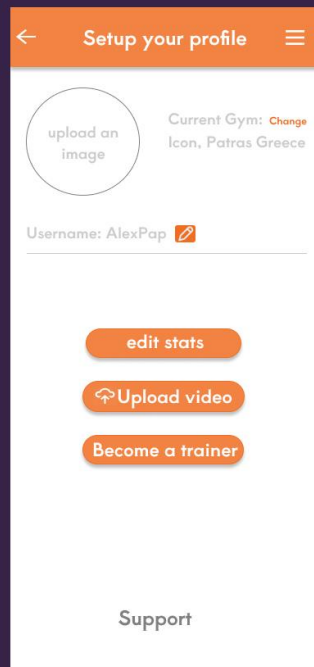 Setup your profile
upload an
image
Current Gym: Change
Icon, Patras Greece
Username: AlexPap
edit stats
Upload video
Become a trainer
Support